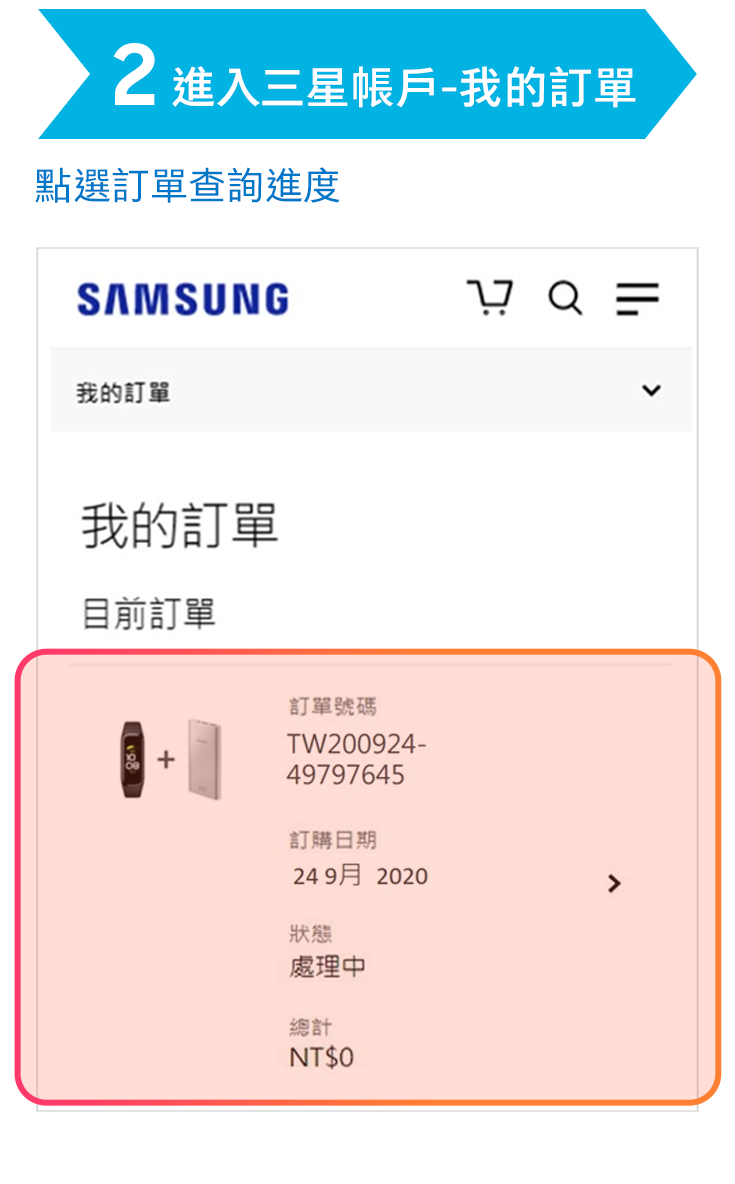 2 進入三星帳戶-我的訂單
點選訂單查詢進度
SAMSUNG
我的訂單
我的訂單
目前訂單
訂單號碼
TW200924-
49797645
訂購日期
24 9月 2020
狀態
處理中
總計
NT$0